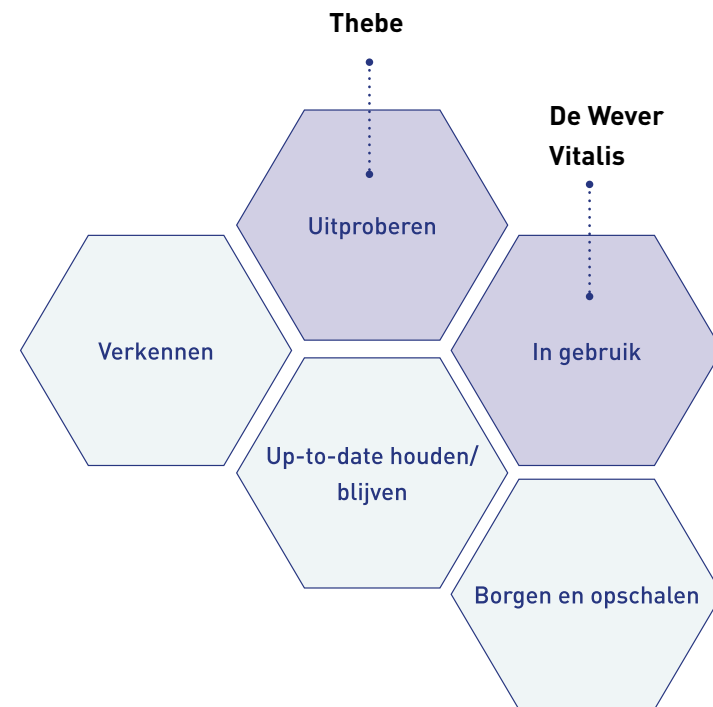 Thebe
De Wever
Vitalis
Uitproberen
Verkennen
In gebruik
Up-to-date houden/
blijven
Borgen en opschalen